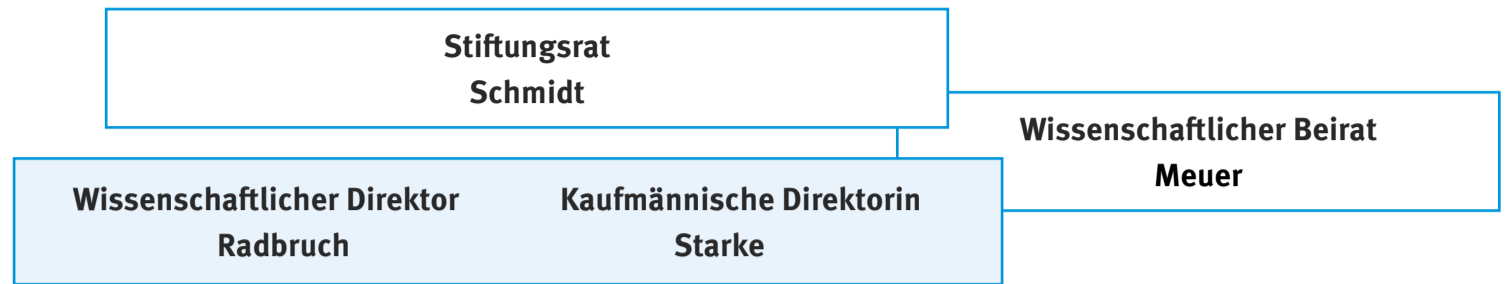 Stiftungsrat
Schmidt
Wissenschaftlicher Beirat
Meuer
Wissenschaftlicher Direktor
Radbruch
Kaufmännische Direktorin
Starke